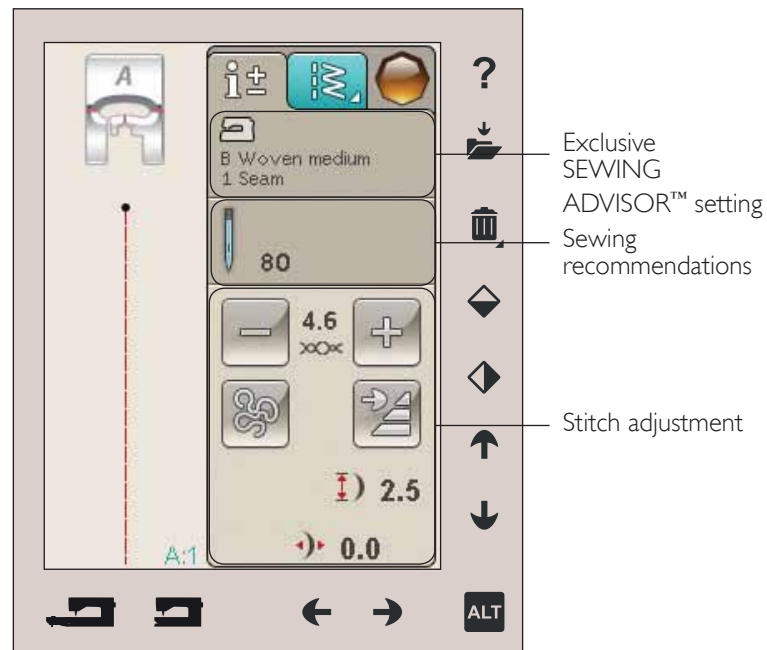 A
?
B Woven medium
1 Seam
80
4.6
2.5
0.0
A:1
ALT
Exclusive
SEWING
ADVISOR™ setting
Sewing
recommendations
Stitch adjustment